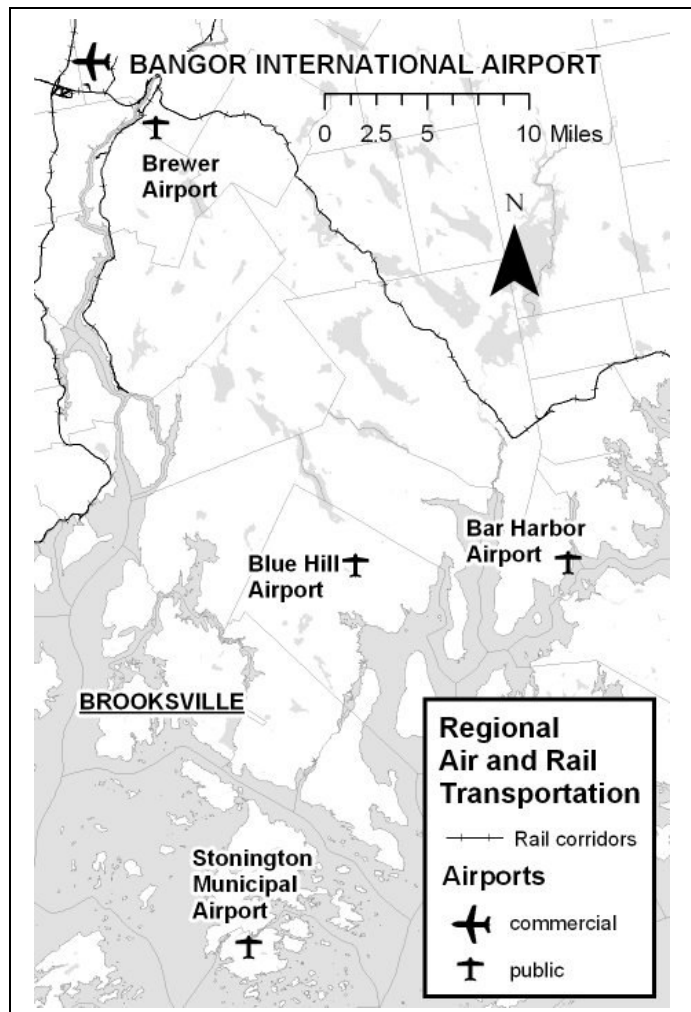 BANGOR INTERNATIONAL AIRPORT
0 2.5 5 10 Miles
Brewer
Airport
N
Bar Harbor
Airport
Blue Hill
Airport
BROOKSVILLE
Regional
Air and Rail
Transportation
Rail corridors
Airports
commercial
public
Stonington
Municipal
Airport